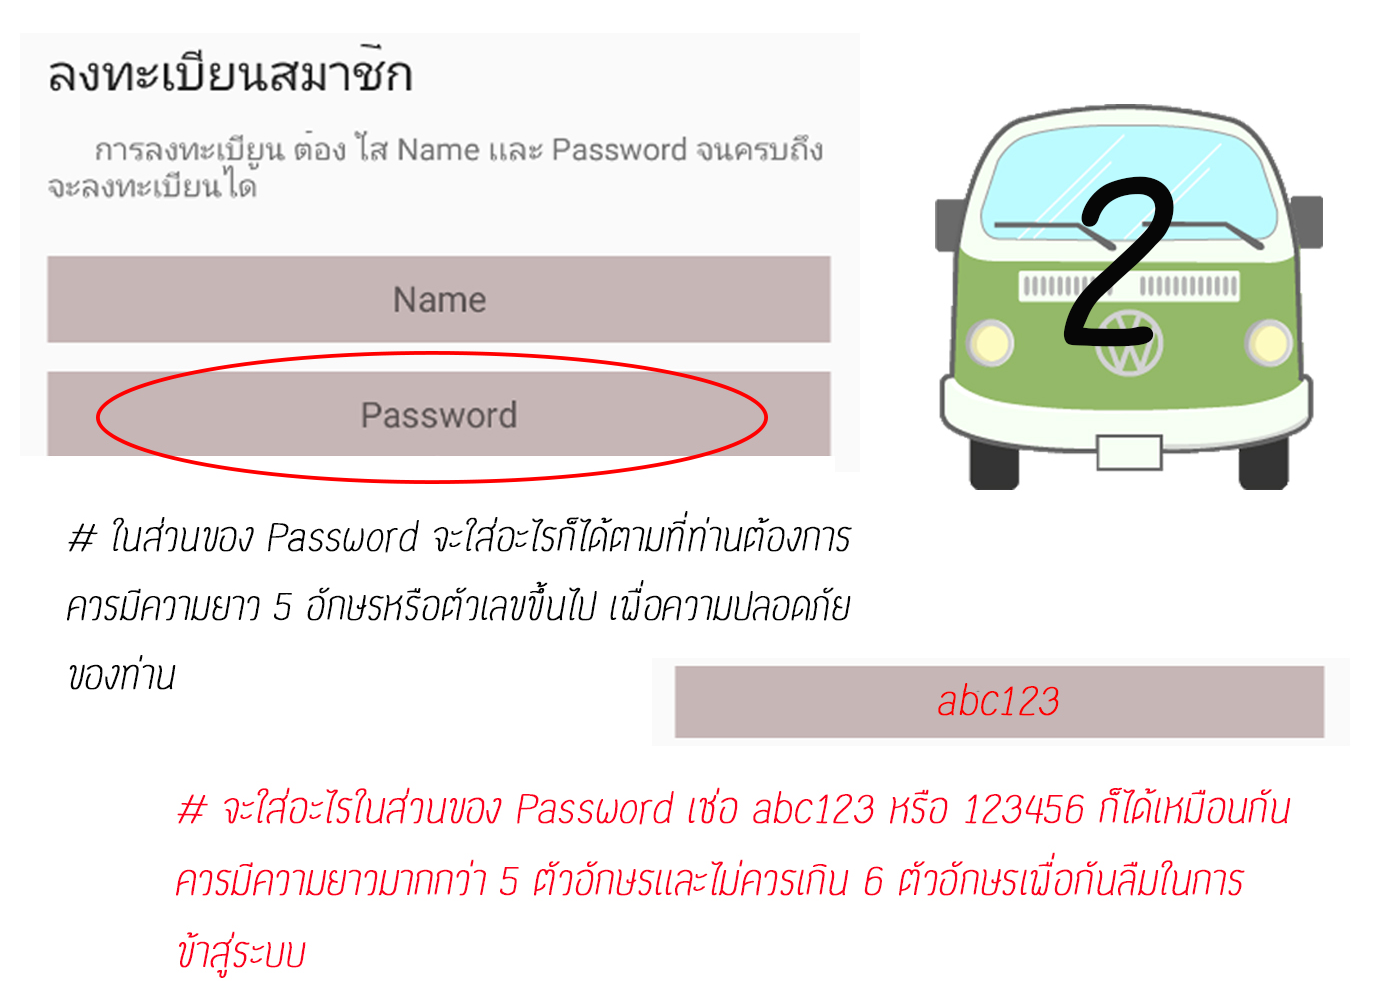 ลงทะเบียนสมาชิก
การลงทะเบียน ต้อง ใส Name และ Password จนครบถึง
จะลงทะเบียนได
Name
Password
2
# ในส่วนของ Password จะใส่อะไรก็ได้ตามที่ท่านต้องการ
ควรมีความยาว 5 อักษรหรือตัวเลขขึ้นไป เพื่อความปลอดภัย
ของท่าน
abc123
# จะใส่อะไรในส่วนของ Password เช่อ abc123 หรือ 123456 ก็ได้เหมือนกัน
ควรมีความยาวมากกว่า 5 ตัวอักษรและไม่ควรเกิน 6 ตัวอักษรเพื่อกันลืมในการ
ข้าสู่ระบบ